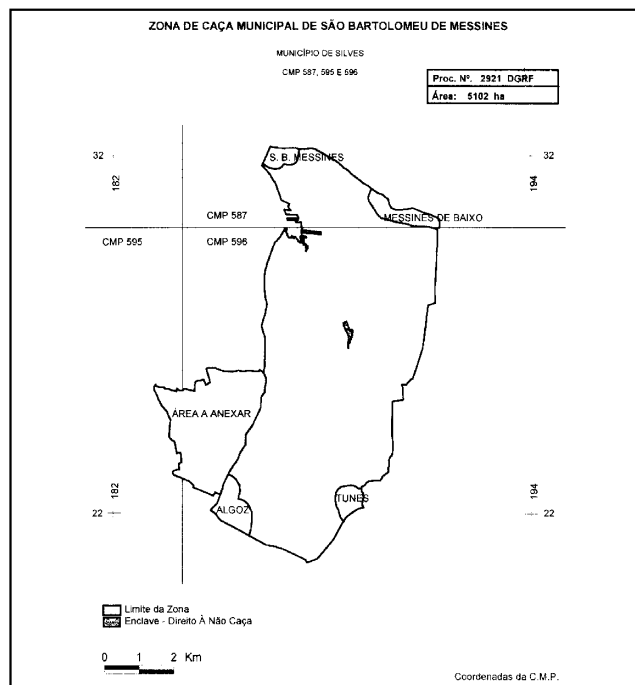 ZONA DE CAÇA MUNICIPAL DE SÃO BARTOLOMEU DE MESSINES
MUNICÍPIO DE SILVES
CMP 587, 595 E 596
Proc. Nº. 2921 DGRF
Área: 5102 ha
32
32
S. B. MESSINES
182
194
CMP 587
MESSINES DE BAIXO
CMP 595
CMP 596
ÁREA A ANEXAR
182
194
TUNES
ALGOZ
22
22
Limite da Zona
Enclave - Direito À Não Caça
0 1 2 Km
Coordenadas da C.M.P.